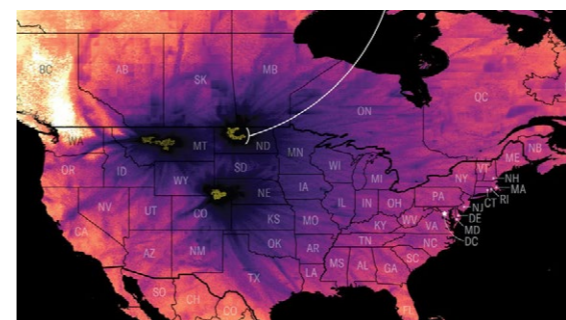 BC
AB
SK
MB
ON
QC
WA
MT
ND
MN
OR
ID
SD
WI
MI
NY
VT
ME
NB
NH
MA
RI
CT
WY
NE
IA
IL
IN
OH
PA
NJ
DE
MD
DC
NV
UT
CO
KS
MO
KY
WV
VA
CA
AZ
NM
OK
AR
TN
NC
SC
TX
LA
MS
AL
GA
FL
SO
CH
CO